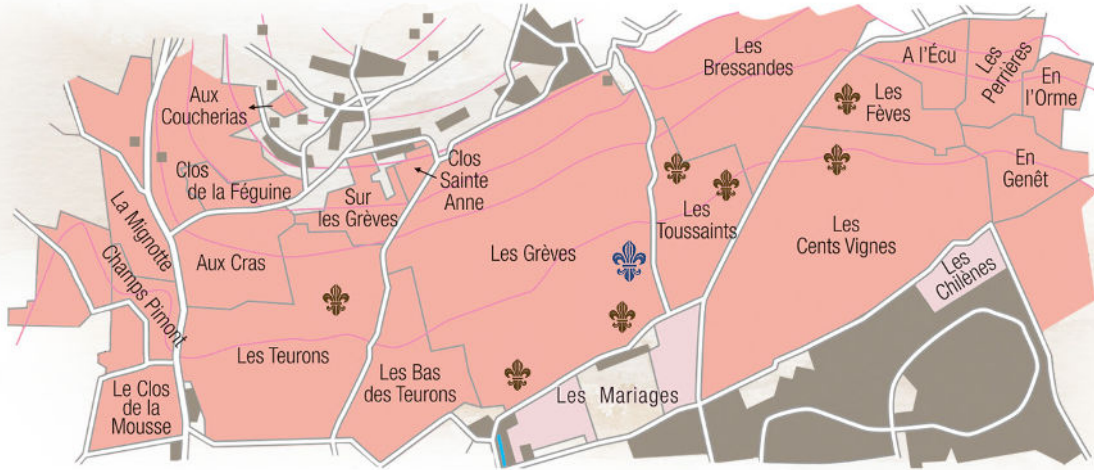 Les
Bressandes
A l'Écu
Les
Perrières
En
l'Orme
Les
Fèves
Aux
Coucherias
Clos
de la Féguine
Sur
les Grèves
Clos
Sainte
Anne
En
Genêt
La Mignotte
Champs Pimont
Aux Cras
Les Grèves
Les
Toussaints
Les
Cents Vignes
Les
Chilènes
Les Teurons
Les Bas
des Teurons
Les Mariages
Le Clos
de la
Mousse